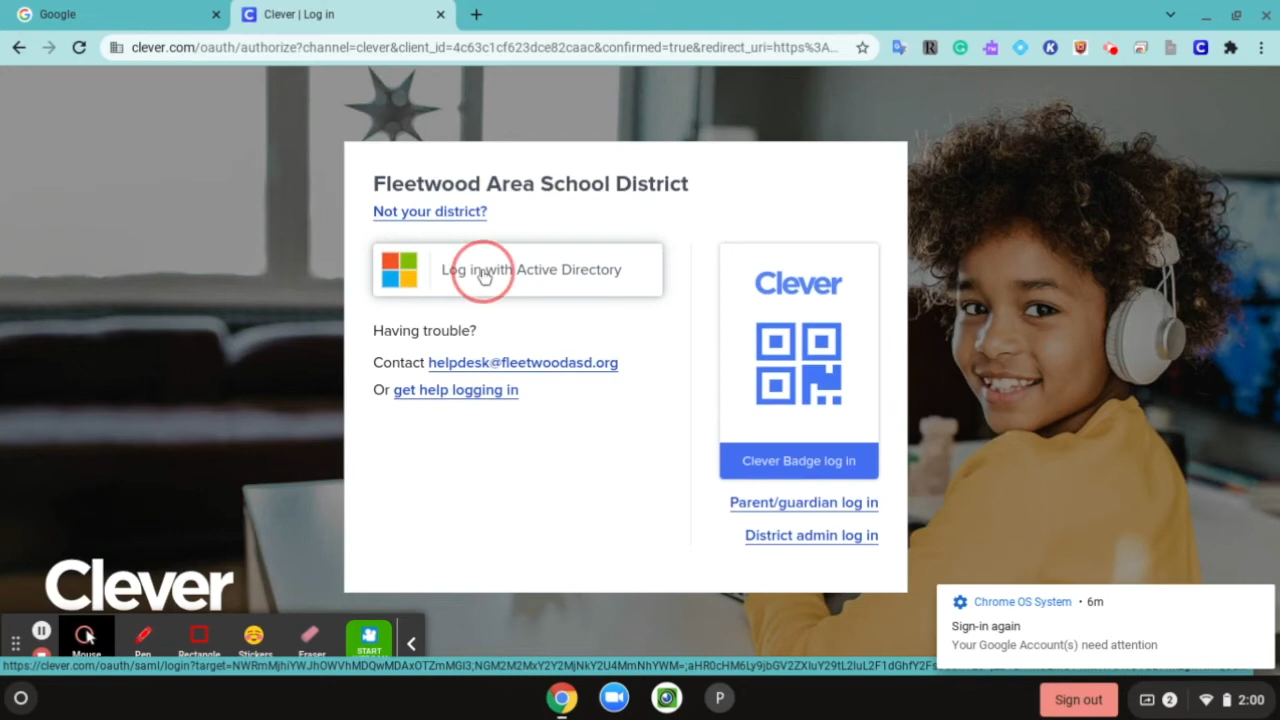 Google
Clever | Log in
clever.com/oauth/authorize?channel=clever&client_id=4c63c1cf623dce82caac&confirmed=true&redirect_uri=https%3A...
Fleetwood Area School District
Not your district?
Log in with Active Directory
Having trouble?
Contact helpdesk@fleetwoodasd.org
Or get help logging in
Clever
Clever Badge log in
Parent/guardian log in
District admin log in
Clever
Chrome OS System • 6m
Sign-in again
Your Google Account(s) need attention
Mouse
Pen
Rectangle
Stickers
Eraser
START
P
Sign out
2
2:00